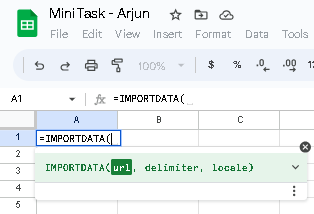 MiniTask - Arjun
File Edit View Insert Format Data Tools
100% $ % .0 .00
A1 fx =IMPORTDATA(
A B C
1 =IMPORTDATA(
2 IMPORTDATA(url, delimiter, locale)
3
4
5